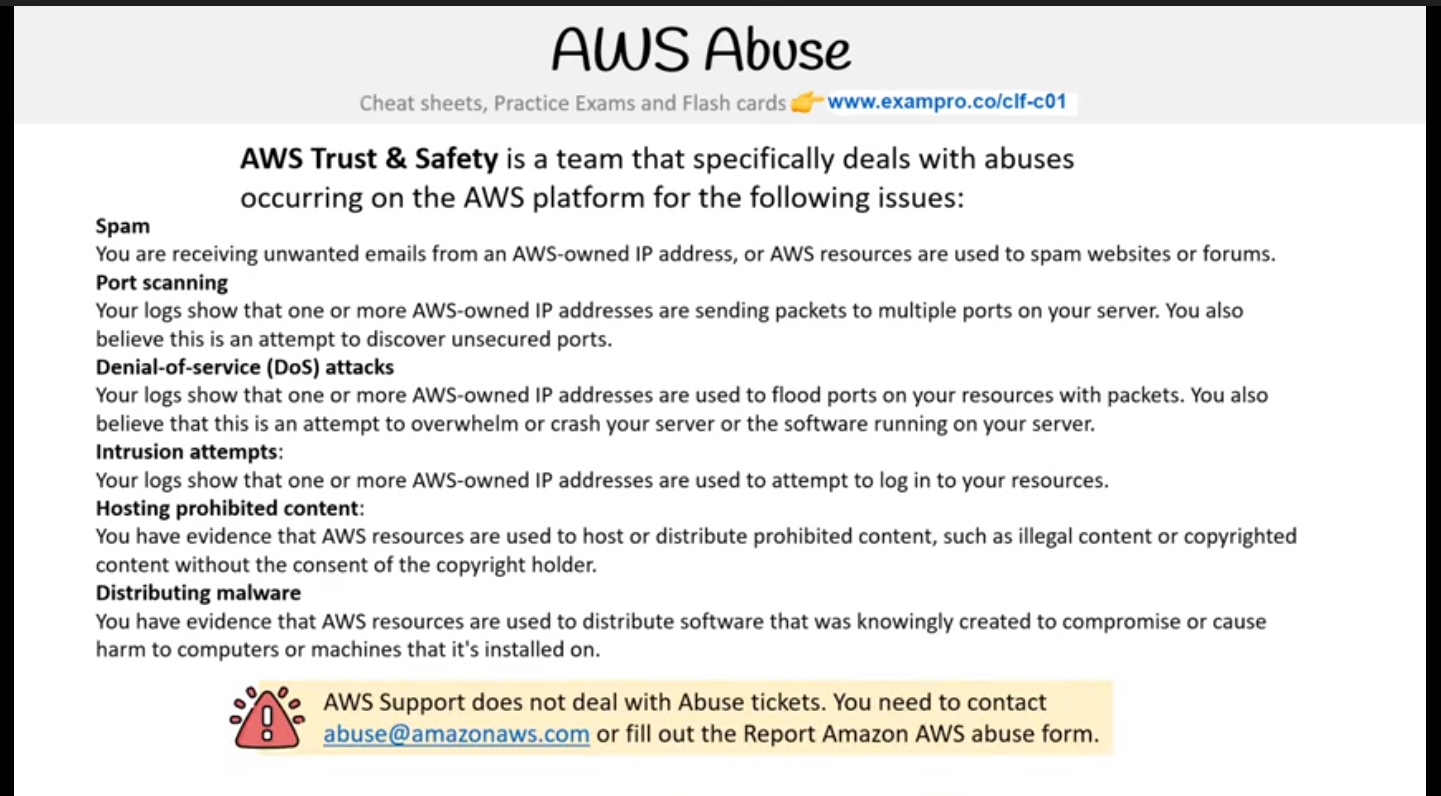 AWS Abuse
Cheat sheets, Practice Exams and Flash cards 👉 www.exampro.co/clf-c01
AWS Trust & Safety is a team that specifically deals with abuses
occurring on the AWS platform for the following issues:
Spam
You are receiving unwanted emails from an AWS-owned IP address, or AWS resources are used to spam websites or forums.
Port scanning
Your logs show that one or more AWS-owned IP addresses are sending packets to multiple ports on your server. You also
believe this is an attempt to discover unsecured ports.
Denial-of-service (DoS) attacks
Your logs show that one or more AWS-owned IP addresses are used to flood ports on your resources with packets. You also
believe that this is an attempt to overwhelm or crash your server or the software running on your server.
Intrusion attempts:
Your logs show that one or more AWS-owned IP addresses are used to attempt to log in to your resources.
Hosting prohibited content:
You have evidence that AWS resources are used to host or distribute prohibited content, such as illegal content or copyrighted
content without the consent of the copyright holder.
Distributing malware
You have evidence that AWS resources are used to distribute software that was knowingly created to compromise or cause
harm to computers or machines that it's installed on.
AWS Support does not deal with Abuse tickets. You need to contact
abuse@amazonaws.com or fill out the Report Amazon AWS abuse form.